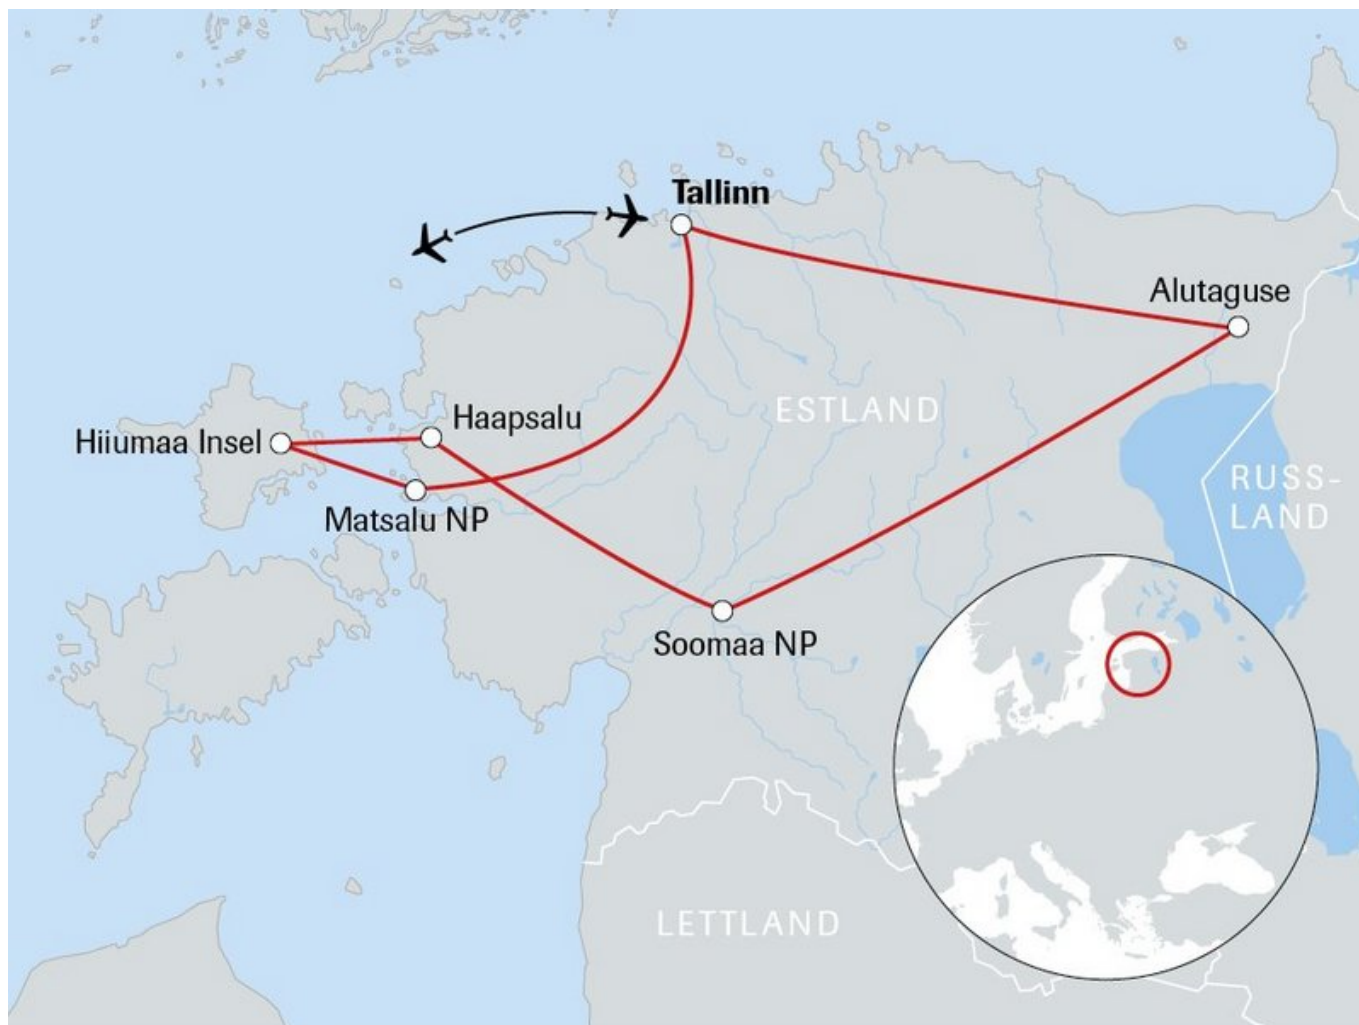 Tallinn
Alutaguse
ESTLAND
Haapsalu
Hiiumaa Insel
RUSS-
LAND
Matsalu NP
Soomaa NP
LETTLAND